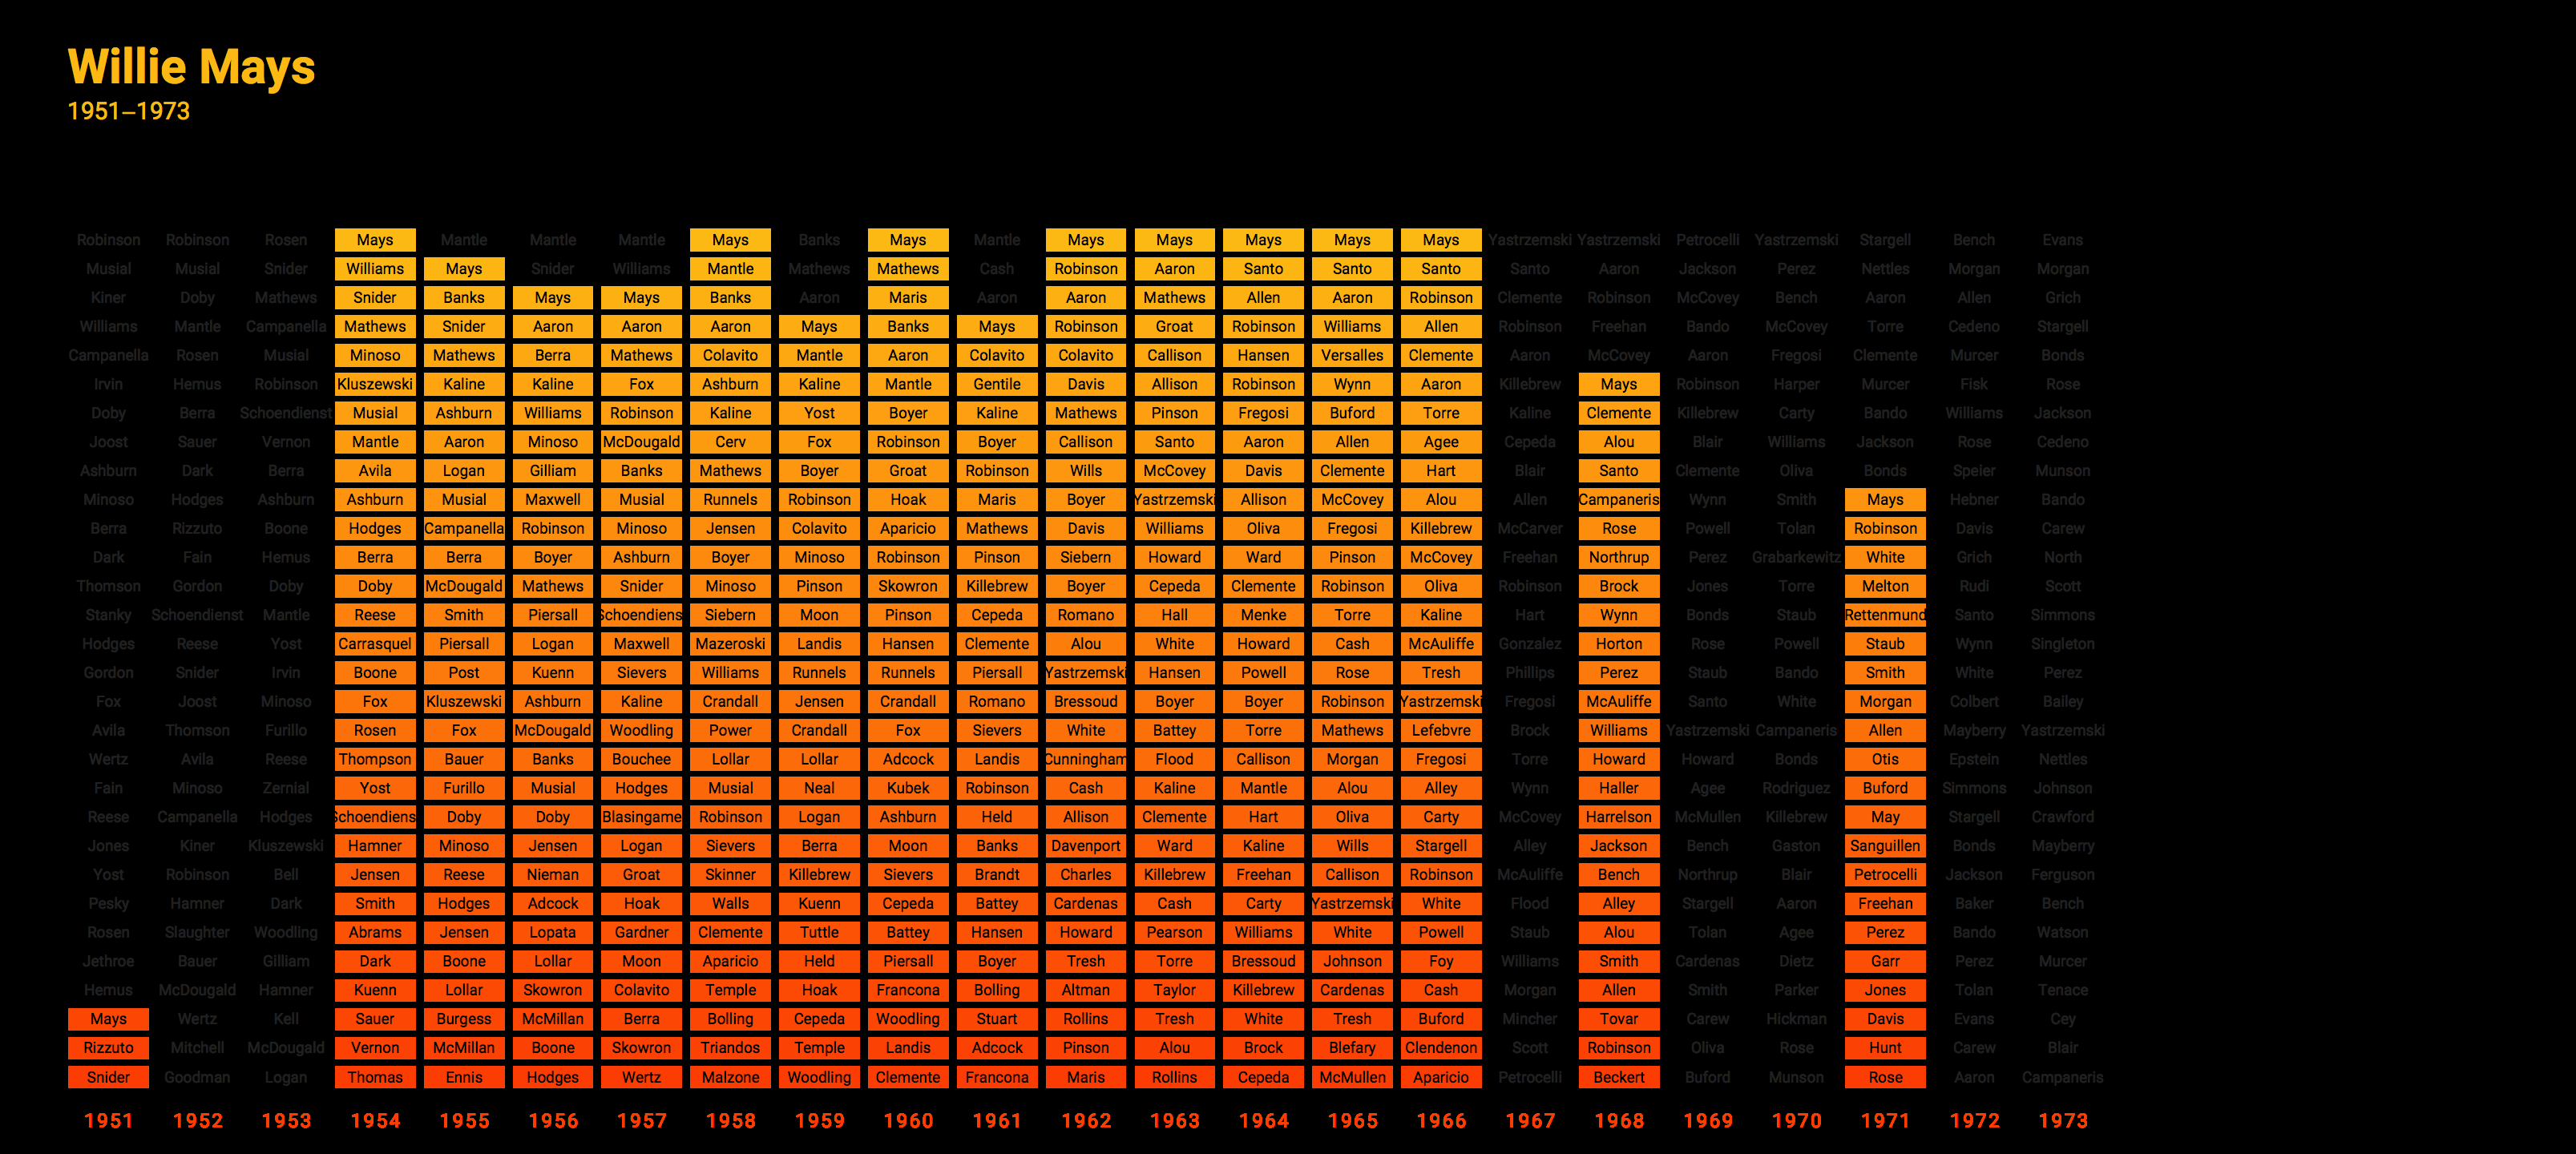 Willie Mays
1951–1973
Robinson Robinson Rosen Mays Mantle Mantle Mantle Mays Banks Mays Mantle Mays Mays Mays Mays Mays Yastrzemski Yastrzemski Petrocelli Yastrzemski Stargell Bench Evans
Musial Musial Snider Williams Mays Snider Williams Mantle Mathews Mathews Cash Robinson Aaron Santo Santo Santo Santo Aaron Jackson Perez Nettles Morgan Morgan
Kiner Doby Mathews Snider Banks Mays Mays Banks Aaron Maris Aaron Aaron Mathews Allen Aaron Robinson Clemente Robinson McCovey Bench Aaron Allen Grich
Williams Mantle Campanella Mathews Snider Aaron Aaron Aaron Mays Banks Mays Robinson Groat Robinson Williams Allen Robinson Freehan Bando McCovey Torre Cedeno Stargell
Campanella Rosen Musial Minoso Mathews Berra Mathews Colavito Mantle Aaron Colavito Colavito Callison Hansen Versalles Clemente Aaron McCovey Aaron Fregosi Clemente Murcer Bonds
Irvin Hemus Robinson Kluszewski Kaline Kaline Fox Ashburn Kaline Mantle Gentile Davis Allison Robinson Wynn Aaron Killebrew Mays Robinson Harper Murcer Fisk Rose
Doby Berra Schoendienst Musial Ashburn Williams Robinson Kaline Yost Boyer Kaline Mathews Pinson Fregosi Buford Torre Kaline Clemente Killebrew Carty Bando Williams Jackson
Joost Sauer Vernon Mantle Aaron Minoso McDougald Cerv Fox Robinson Boyer Callison Santo Aaron Allen Agee Cepeda Alou Blair Williams Jackson Rose Cedeno
Ashburn Dark Berra Avila Logan Gilliam Banks Mathews Boyer Groat Robinson Wills McCovey Davis Clemente Hart Blair Santo Clemente Oliva Bonds Speier Munson
Minoso Hodges Ashburn Ashburn Musial Maxwell Musial Runnels Robinson Hoak Maris Boyer Yastrzemski Allison McCovey Alou Allen Campaneris Wynn Smith Mays Hebner Bando
Berra Rizzuto Boone Hodges Campanella Robinson Minoso Jensen Colavito Aparicio Mathews Davis Williams Oliva Fregosi Killebrew McCarver Rose Powell Tolan Robinson Davis Carew
Dark Fain Hemus Berra Berra Boyer Ashburn Boyer Minoso Robinson Pinson Siebern Howard Ward Pinson McCovey Freehan Northrup Perez Grabarkewitz White Grich North
Thomson Gordon Doby Doby McDougald Mathews Snider Minoso Pinson Skowron Killebrew Boyer Cepeda Clemente Robinson Oliva Robinson Brock Jones Torre Melton Rudi Scott
Stanky Schoendienst Mantle Reese Smith Piersall Schoendiens Siebern Moon Pinson Cepeda Romano Hall Menke Torre Kaline Hart Wynn Bonds Staub Rettenmund Santo Simmons
Hodges Reese Yost Carrasquel Piersall Logan Maxwell Mazeroski Landis Hansen Clemente Alou White Howard Cash McAuliffe Gonzalez Horton Rose Powell Staub Wynn Singleton
Gordon Snider Irvin Boone Post Kuenn Sievers Williams Runnels Runnels Piersall Yastrzemski Hansen Powell Rose Tresh Phillips Perez Staub Bando Smith White Perez
Fox Joost Minoso Fox Kluszewski Ashburn Kaline Crandall Jensen Crandall Romano Bressoud Boyer Boyer Robinson Yastrzemski Fregosi McAuliffe Santo White Morgan Colbert Bailey
Avila Thomson Furillo Rosen Fox McDougald Woodling Power Crandall Fox Sievers White Battey Torre Mathews Lefebvre Brock Williams Yastrzemski Campaneris Allen Mayberry Yastrzemski
Wertz Avila Reese Thompson Bauer Banks Bouchee Lollar Lollar Adcock Landis Cunningham Flood Callison Morgan Fregosi Torre Howard Howard Bonds Otis Epstein Nettles
Fain Minoso Zernial Yost Furillo Musial Hodges Musial Neal Kubek Robinson Cash Kaline Mantle Alou Alley Wynn Haller Agee Rodriguez Buford Simmons Johnson
Reese Campanella Hodges Schoendiens Doby Doby Blasingame Robinson Logan Ashburn Held Allison Clemente Hart Oliva Carty McCovey Harrelson McMullen Killebrew May Stargell Crawford
Jones Kiner Kluszewski Hamner Minoso Jensen Logan Sievers Berra Moon Banks Davenport Ward Kaline Wills Stargell Alley Jackson Bench Gaston Sanguillen Bonds Mayberry
Yost Robinson Bell Jensen Reese Nieman Groat Skinner Killebrew Sievers Brandt Charles Killebrew Freehan Callison Robinson McAuliffe Bench Northrup Blair Petrocelli Jackson Ferguson
Pesky Hamner Dark Smith Hodges Adcock Hoak Walls Kuenn Cepeda Battey Cardenas Cash Carty Yastrzemski White Flood Alley Stargell Aaron Freehan Baker Bench
Rosen Slaughter Woodling Abrams Jensen Lopata Gardner Clemente Tuttle Battey Hansen Howard Pearson Williams White Powell Staub Alou Tolan Agee Perez Bando Watson
Jethroe Bauer Gilliam Dark Boone Lollar Moon Aparicio Held Piersall Boyer Tresh Torre Bressoud Johnson Foy Williams Smith Cardenas Dietz Garr Perez Murcer
Hemus McDougald Hamner Kuenn Lollar Skowron Colavito Temple Hoak Francona Bolling Altman Taylor Killebrew Cardenas Cash Morgan Allen Smith Parker Jones Tolan Tenace
Mays Wertz Kell Sauer Burgess McMillan Berra Bolling Cepeda Woodling Stuart Rollins Tresh White Tresh Buford Mincher Tovar Carew Hickman Davis Evans Cey
Rizzuto Mitchell McDougald Vernon McMillan Boone Skowron Triandos Temple Landis Adcock Pinson Alou Brock Blefary Clendenon Scott Robinson Oliva Rose Hunt Carew Blair
Snider Goodman Logan Thomas Ennis Hodges Wertz Malzone Woodling Clemente Francona Maris Rollins Cepeda McMullen Aparicio Petrocelli Beckert Buford Munson Rose Aaron Campaneris
1951 1952 1953 1954 1955 1956 1957 1958 1959 1960 1961 1962 1963 1964 1965 1966 1967 1968 1969 1970 1971 1972 1973